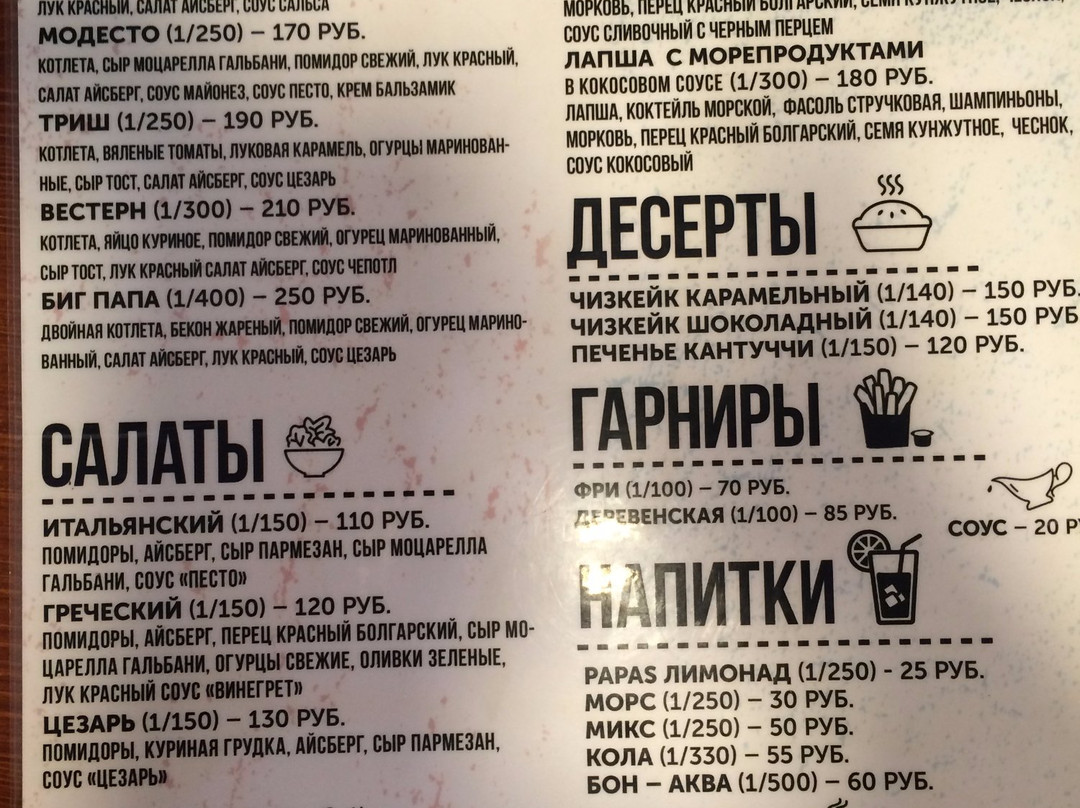 ЛУК КРАСНЫЙ, САЛАТ АЙСБЕРГ, СОУС САЛЬСА
МОДЕСТО (1/250) – 170 РУБ.
КОТЛЕТА, СЫР МОЦАРЕЛЛА ГАЛЬБАНИ, ПОМИДОР СВЕЖИЙ, ЛУК КРАСНЫЙ,
САЛАТ АЙСБЕРГ, СОУС МАЙОНЕЗ, СОУС ПЕСТО, КРЕМ БАЛЬЗАМИК
ТРИШ (1/250) – 190 РУБ.
КОТЛЕТА, ВЯЛЕНЫЕ ТОМАТЫ, ЛУКОВАЯ КАРАМЕЛЬ, ОГУРЦЫ МАРИНОВАН-
НЫЕ, СЫР ТОСТ, САЛАТ АЙСБЕРГ, СОУС ЦЕЗАРЬ
ВЕСТЕРН (1/300) – 210 РУБ.
КОТЛЕТА, ЯЙЦО КУРИНОЕ, ПОМИДОР СВЕЖИЙ, ОГУРЕЦ МАРИНОВАННЫЙ,
СЫР ТОСТ, ЛУК КРАСНЫЙ САЛАТ АЙСБЕРГ, СОУС ЧЕПОТЛ
БИГ ПАПА (1/400) – 250 РУБ.
ДВОЙНАЯ КОТЛЕТА, БЕКОН ЖАРЕНЫЙ, ПОМИДОР СВЕЖИЙ, ОГУРЕЦ МАРИНО-
ВАННЫЙ, САЛАТ АЙСБЕРГ, ЛУК КРАСНЫЙ, СОУС ЦЕЗАРЬ
САЛАТЫ
ИТАЛЬЯНСКИЙ (1/150) – 110 РУБ.
ПОМИДОРЫ, АЙСБЕРГ, СЫР ПАРМЕЗАН, СЫР МОЦАРЕЛЛА
ГАЛЬБАНИ, СОУС «ПЕСТО»
ГРЕЧЕСКИЙ (1/150) – 120 РУБ.
ПОМИДОРЫ, АЙСБЕРГ, ПЕРЕЦ КРАСНЫЙ БОЛГАРСКИЙ, СЫР МО-
ЦАРЕЛЛА ГАЛЬБАНИ, ОГУРЦЫ СВЕЖИЕ, ОЛИВКИ ЗЕЛЕНЫЕ,
ЛУК КРАСНЫЙ СОУС «ВИНЕГРЕТ»
ЦЕЗАРЬ (1/150) – 130 РУБ.
ПОМИДОРЫ, КУРИНАЯ ГРУДКА, АЙСБЕРГ, СЫР ПАРМЕЗАН,
СОУС «ЦЕЗАРЬ»
МОРКОВЬ, ПЕРЕЦ КРАСНЫЙ БОЛГАРСКИЙ, СЕМЯ КУНЖУТНОЕ, ЧЕСНОК,
СОУС СЛИВОЧНЫЙ С ЧЕРНЫМ ПЕРЦЕМ
ЛАПША С МОРЕПРОДУКТАМИ
В КОКОСОВОМ СОУСЕ (1/300) – 180 РУБ.
ЛАПША, КОКТЕЙЛЬ МОРСКОЙ, ФАСОЛЬ СТРУЧКОВАЯ, ШАМПИНЬОНЫ,
МОРКОВЬ, ПЕРЕЦ КРАСНЫЙ БОЛГАРСКИЙ, СЕМЯ КУНЖУТНОЕ, ЧЕСНОК,
СОУС КОКОСОВЫЙ
ДЕСЕРТЫ
ЧИЗКЕЙК КАРАМЕЛЬНЫЙ (1/140) – 150 РУБ.
ЧИЗКЕЙК ШОКОЛАДНЫЙ (1/140) – 150 РУБ
ПЕЧЕНЬЕ КАНТУЧЧИ (1/150) – 120 РУБ.
ГАРНИРЫ
ФРИ (1/100) – 70 РУБ.
ДЕРЕВЕНСКАЯ (1/100) – 85 РУБ.
СОУС – 20 Р
НАПИТКИ
PAPAS ЛИМОНАД (1/250) - 25 РУБ.
МОРС (1/250) – 30 РУБ.
МИКС (1/250) – 50 РУБ.
КОЛА (1/330) – 55 РУБ.
БОН – АКВА (1/500) – 60 РУБ.